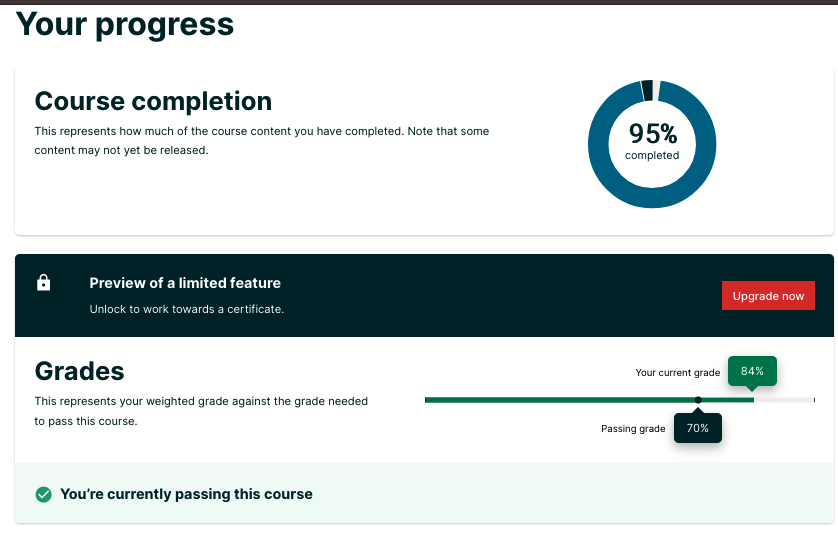 Your progress
Course completion
This represents how much of the course content you have completed. Note that some
content may not yet be released.
95%
completed
Preview of a limited feature
Unlock to work towards a certificate.
Upgrade now
Grades
This represents your weighted grade against the grade needed
to pass this course.
Your current grade
84%
Passing grade
70%
You’re currently passing this course